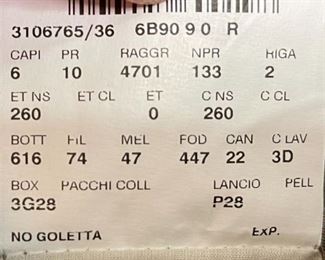 3106765/36 6B90 9 0 R
CAPI PR RAGGR NPR RIGA
6 10 4701 133 2
ET NS ET CL ET C NS C CL
260 0 260
BOTT FIL MEL FOD CAN C LAV
616 74 47 447 22 3D
BOX PACCHI COLL LANCIO PELL
3G28 P28
NO GOLETTA EXP.